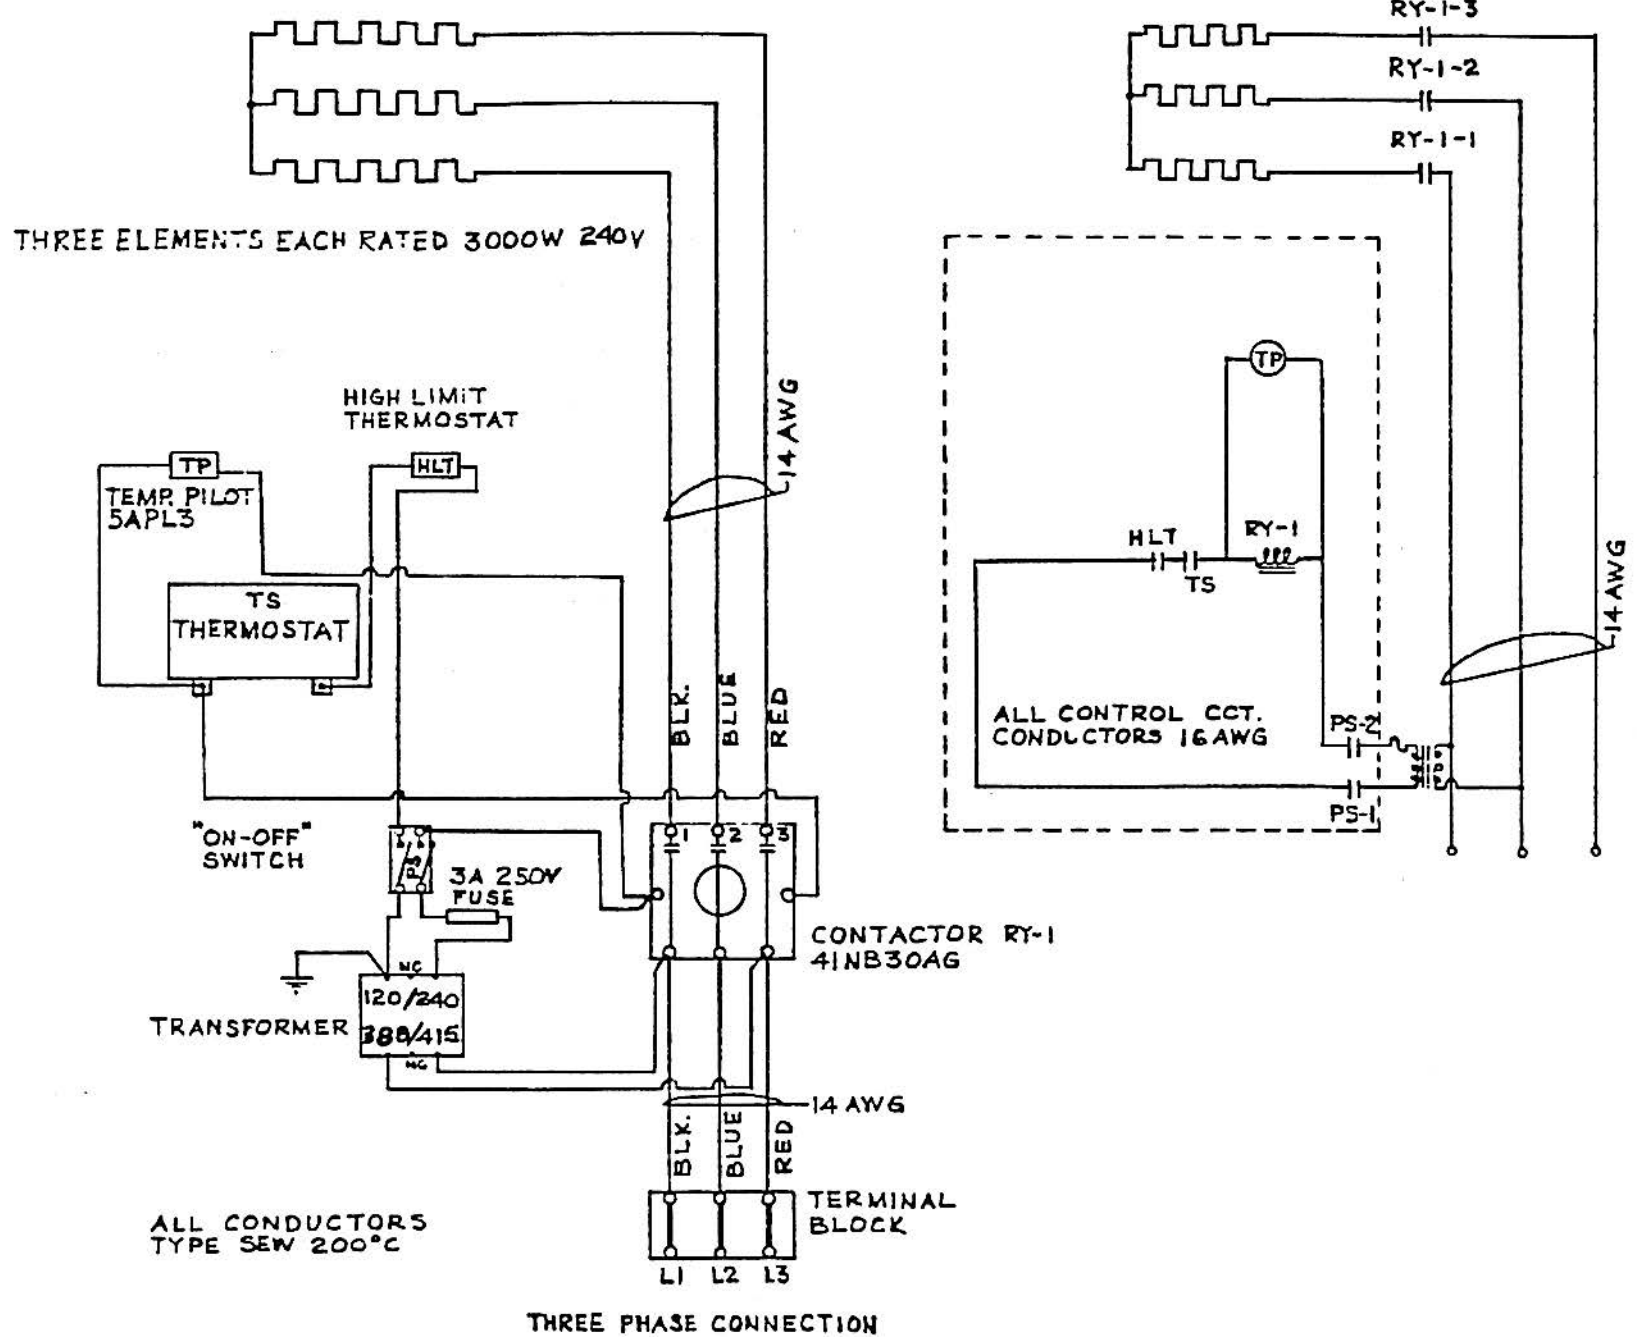 RY-1-3
RY-1-2
RY-1-1
THREE ELEMENTS EACH RATED 3000W 240V
HIGH LIMIT
THERMOSTAT
TP
HLT
TEMP. PILOT
5APL3
TS
THERMOSTAT
14 AWG
BLK.
BLUE
RED
"ON-OFF"
SWITCH
PS
3A 250V
FUSE
1
2
3
CONTACTOR RY-1
41NB30AG
NC
120/240
380/415
NC
TRANSFORMER
14 AWG
BLK.
BLUE
RED
TERMINAL
BLOCK
L1 L2 L3
ALL CONDUCTORS
TYPE SEW 200°C
THREE PHASE CONNECTION
TP
HLT
TS
RY-1
14 AWG
ALL CONTROL CCT.
CONDUCTORS 16AWG
PS-2
PS-1